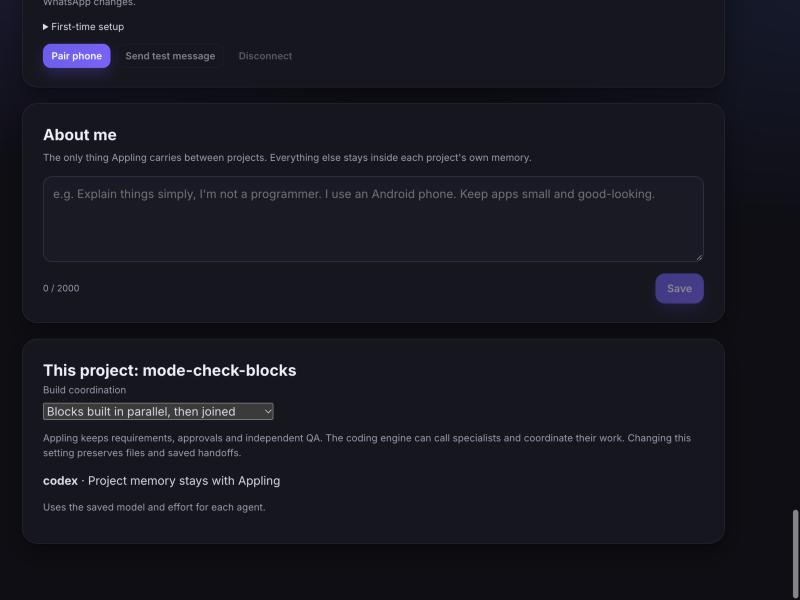 WhatsApp changes.
▶ First-time setup
Pair phone Send test message Disconnect
About me
The only thing Appling carries between projects. Everything else stays inside each project's own memory.
e.g. Explain things simply, I'm not a programmer. I use an Android phone. Keep apps small and good-looking.
0 / 2000 Save
This project: mode-check-blocks
Build coordination
Blocks built in parallel, then joined
Appling keeps requirements, approvals and independent QA. The coding engine can call specialists and coordinate their work. Changing this
setting preserves files and saved handoffs.
codex · Project memory stays with Appling
Uses the saved model and effort for each agent.